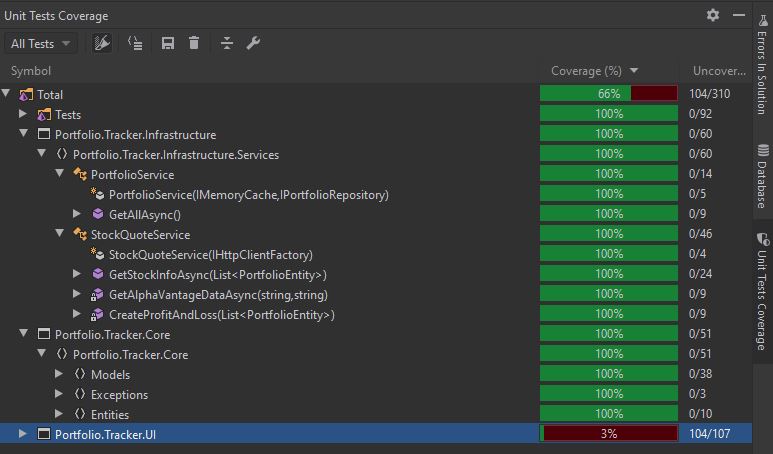 Unit Tests Coverage
All Tests
Symbol Coverage (%) Uncover...
Total 66% 104/310
Tests 100% 0/92
Portfolio.Tracker.Infrastructure 100% 0/60
Portfolio.Tracker.Infrastructure.Services 100% 0/60
PortfolioService 100% 0/14
PortfolioService(IMemoryCache,IPortfolioRepository) 100% 0/5
GetAllAsync() 100% 0/9
StockQuoteService 100% 0/46
StockQuoteService(IHttpClientFactory) 100% 0/4
GetStockInfoAsync(List<PortfolioEntity>) 100% 0/24
GetAlphaVantageDataAsync(string,string) 100% 0/9
CreateProfitAndLoss(List<PortfolioEntity>) 100% 0/9
Portfolio.Tracker.Core 100% 0/51
Portfolio.Tracker.Core 100% 0/51
Models 100% 0/38
Exceptions 100% 0/3
Entities 100% 0/10
Portfolio.Tracker.UI 3% 104/107
Errors In Solution
Database
Unit Tests Coverage